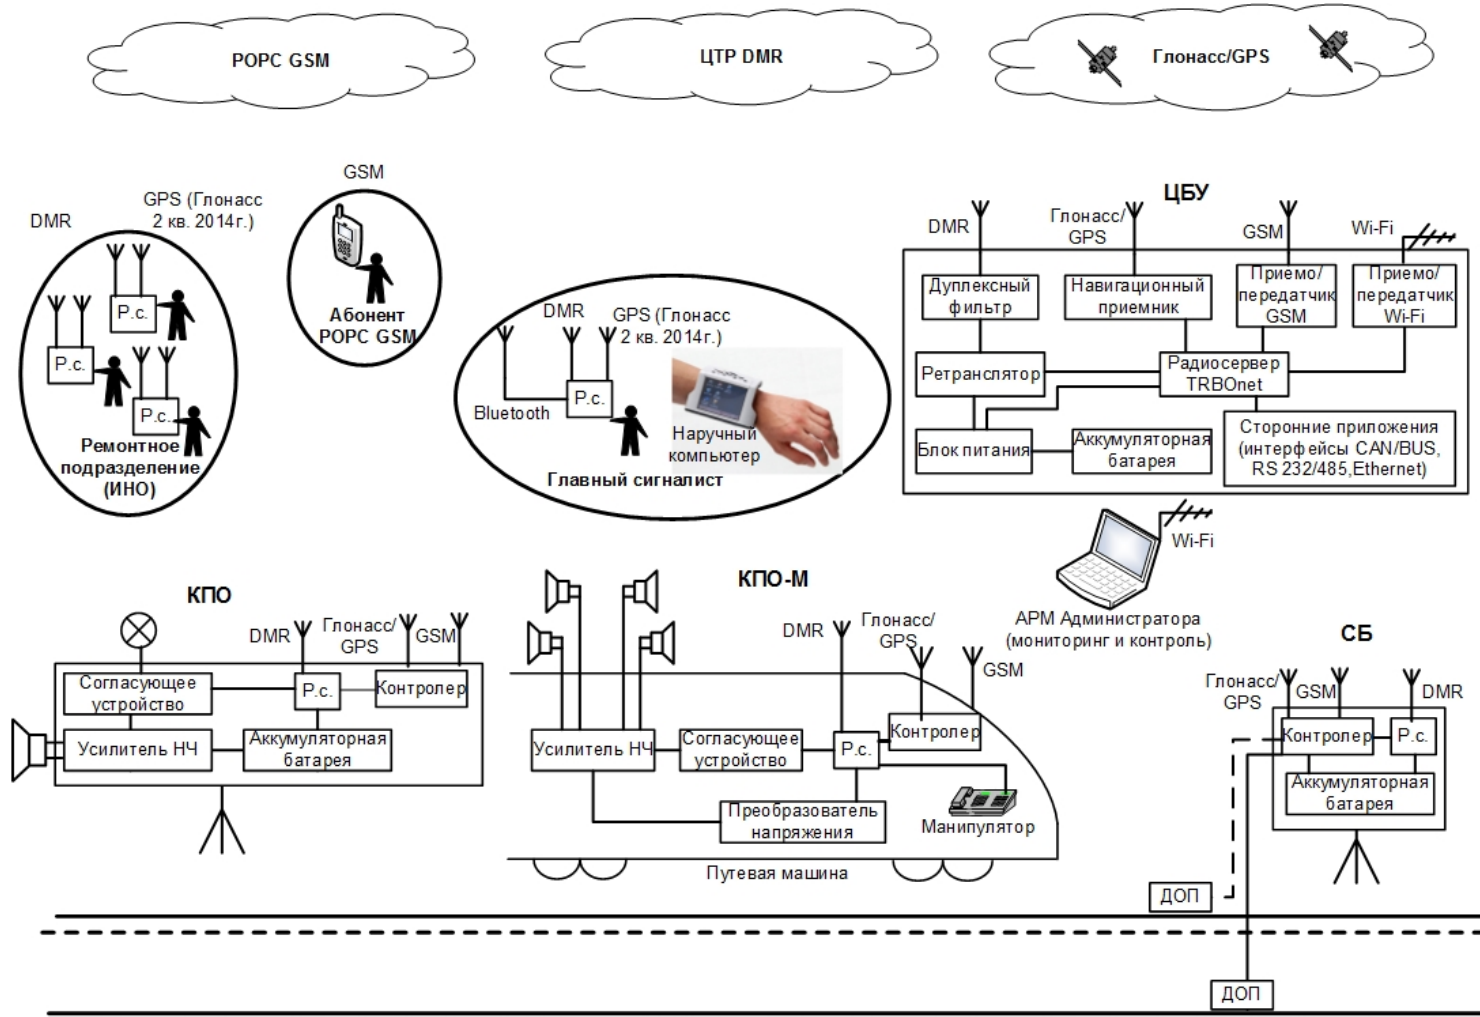 РОРС GSM
ЦТР DMR
Глонасс/GPS
DMR
GPS (Глонасс
2 кв. 2014г.)
Р.с.
Р.с.
Р.с.
Ремонтное
подразделение
(ИНО)
GSM
Абонент
РОРС GSM
DMR
GPS (Глонасс
2 кв. 2014г.)
Bluetooth
Р.с.
Наручный
компьютер
Главный сигналист
ЦБУ
DMR
Глонасс/
GPS
GSM
Wi-Fi
Дуплексный
фильтр
Навигационный
приемник
Приемо/
передатчик
GSM
Приемо/
передатчик
Wi-Fi
Ретранслятор
Радиосервер
TRBOnet
Блок питания
Аккумуляторная
батарея
Сторонние приложения
(интерфейсы CAN/BUS,
RS 232/485,Ethernet)
Wi-Fi
АРМ Администратора
(мониторинг и контроль)
КПО
DMR
Глонасс/
GPS
GSM
Согласующее
устройство
Р.с.
Контролер
Усилитель НЧ
Аккумуляторная
батарея
КПО-М
DMR
Глонасс/
GPS
GSM
Усилитель НЧ
Согласующее
устройство
Р.с.
Контролер
Преобразователь
напряжения
Манипулятор
Путевая машина
СБ
Глонасс/
GPS
GSM
DMR
Контролер
Р.с.
Аккумуляторная
батарея
ДОП
ДОП